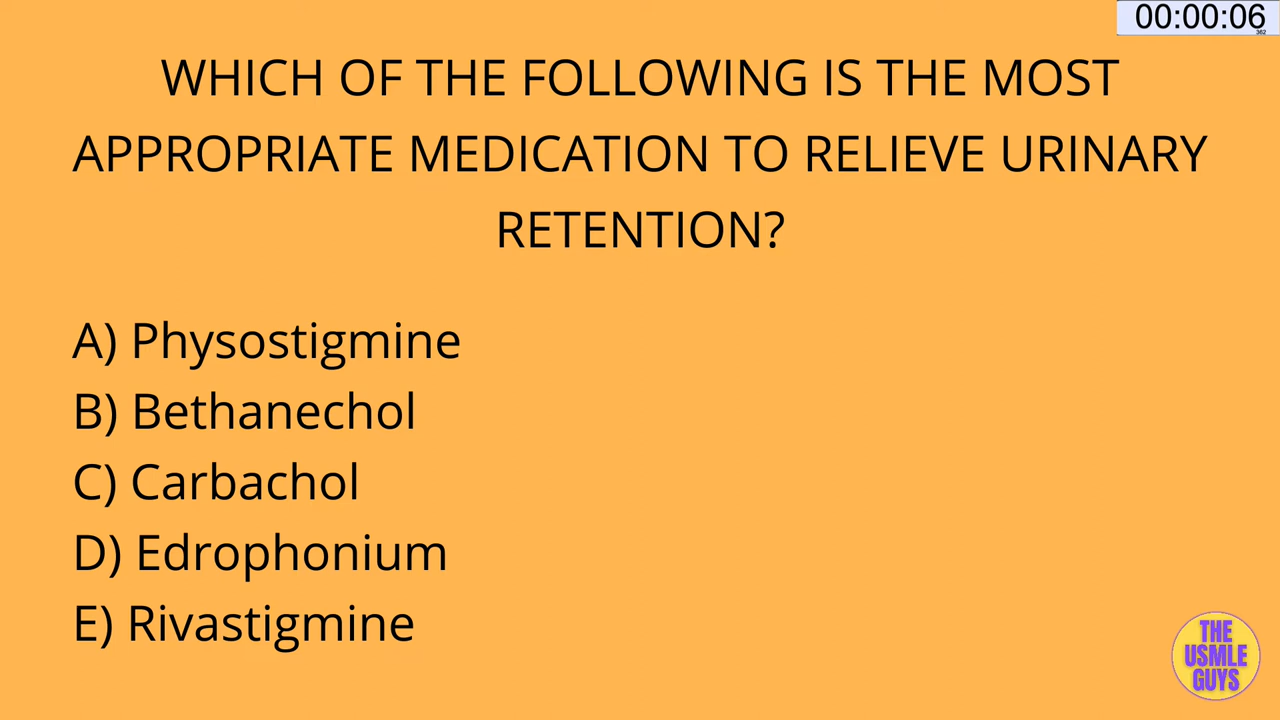 00:00:06
362
WHICH OF THE FOLLOWING IS THE MOST
APPROPRIATE MEDICATION TO RELIEVE URINARY
RETENTION?
A) Physostigmine
B) Bethanechol
C) Carbachol
D) Edrophonium
E) Rivastigmine
THE
USMLE
GUYS